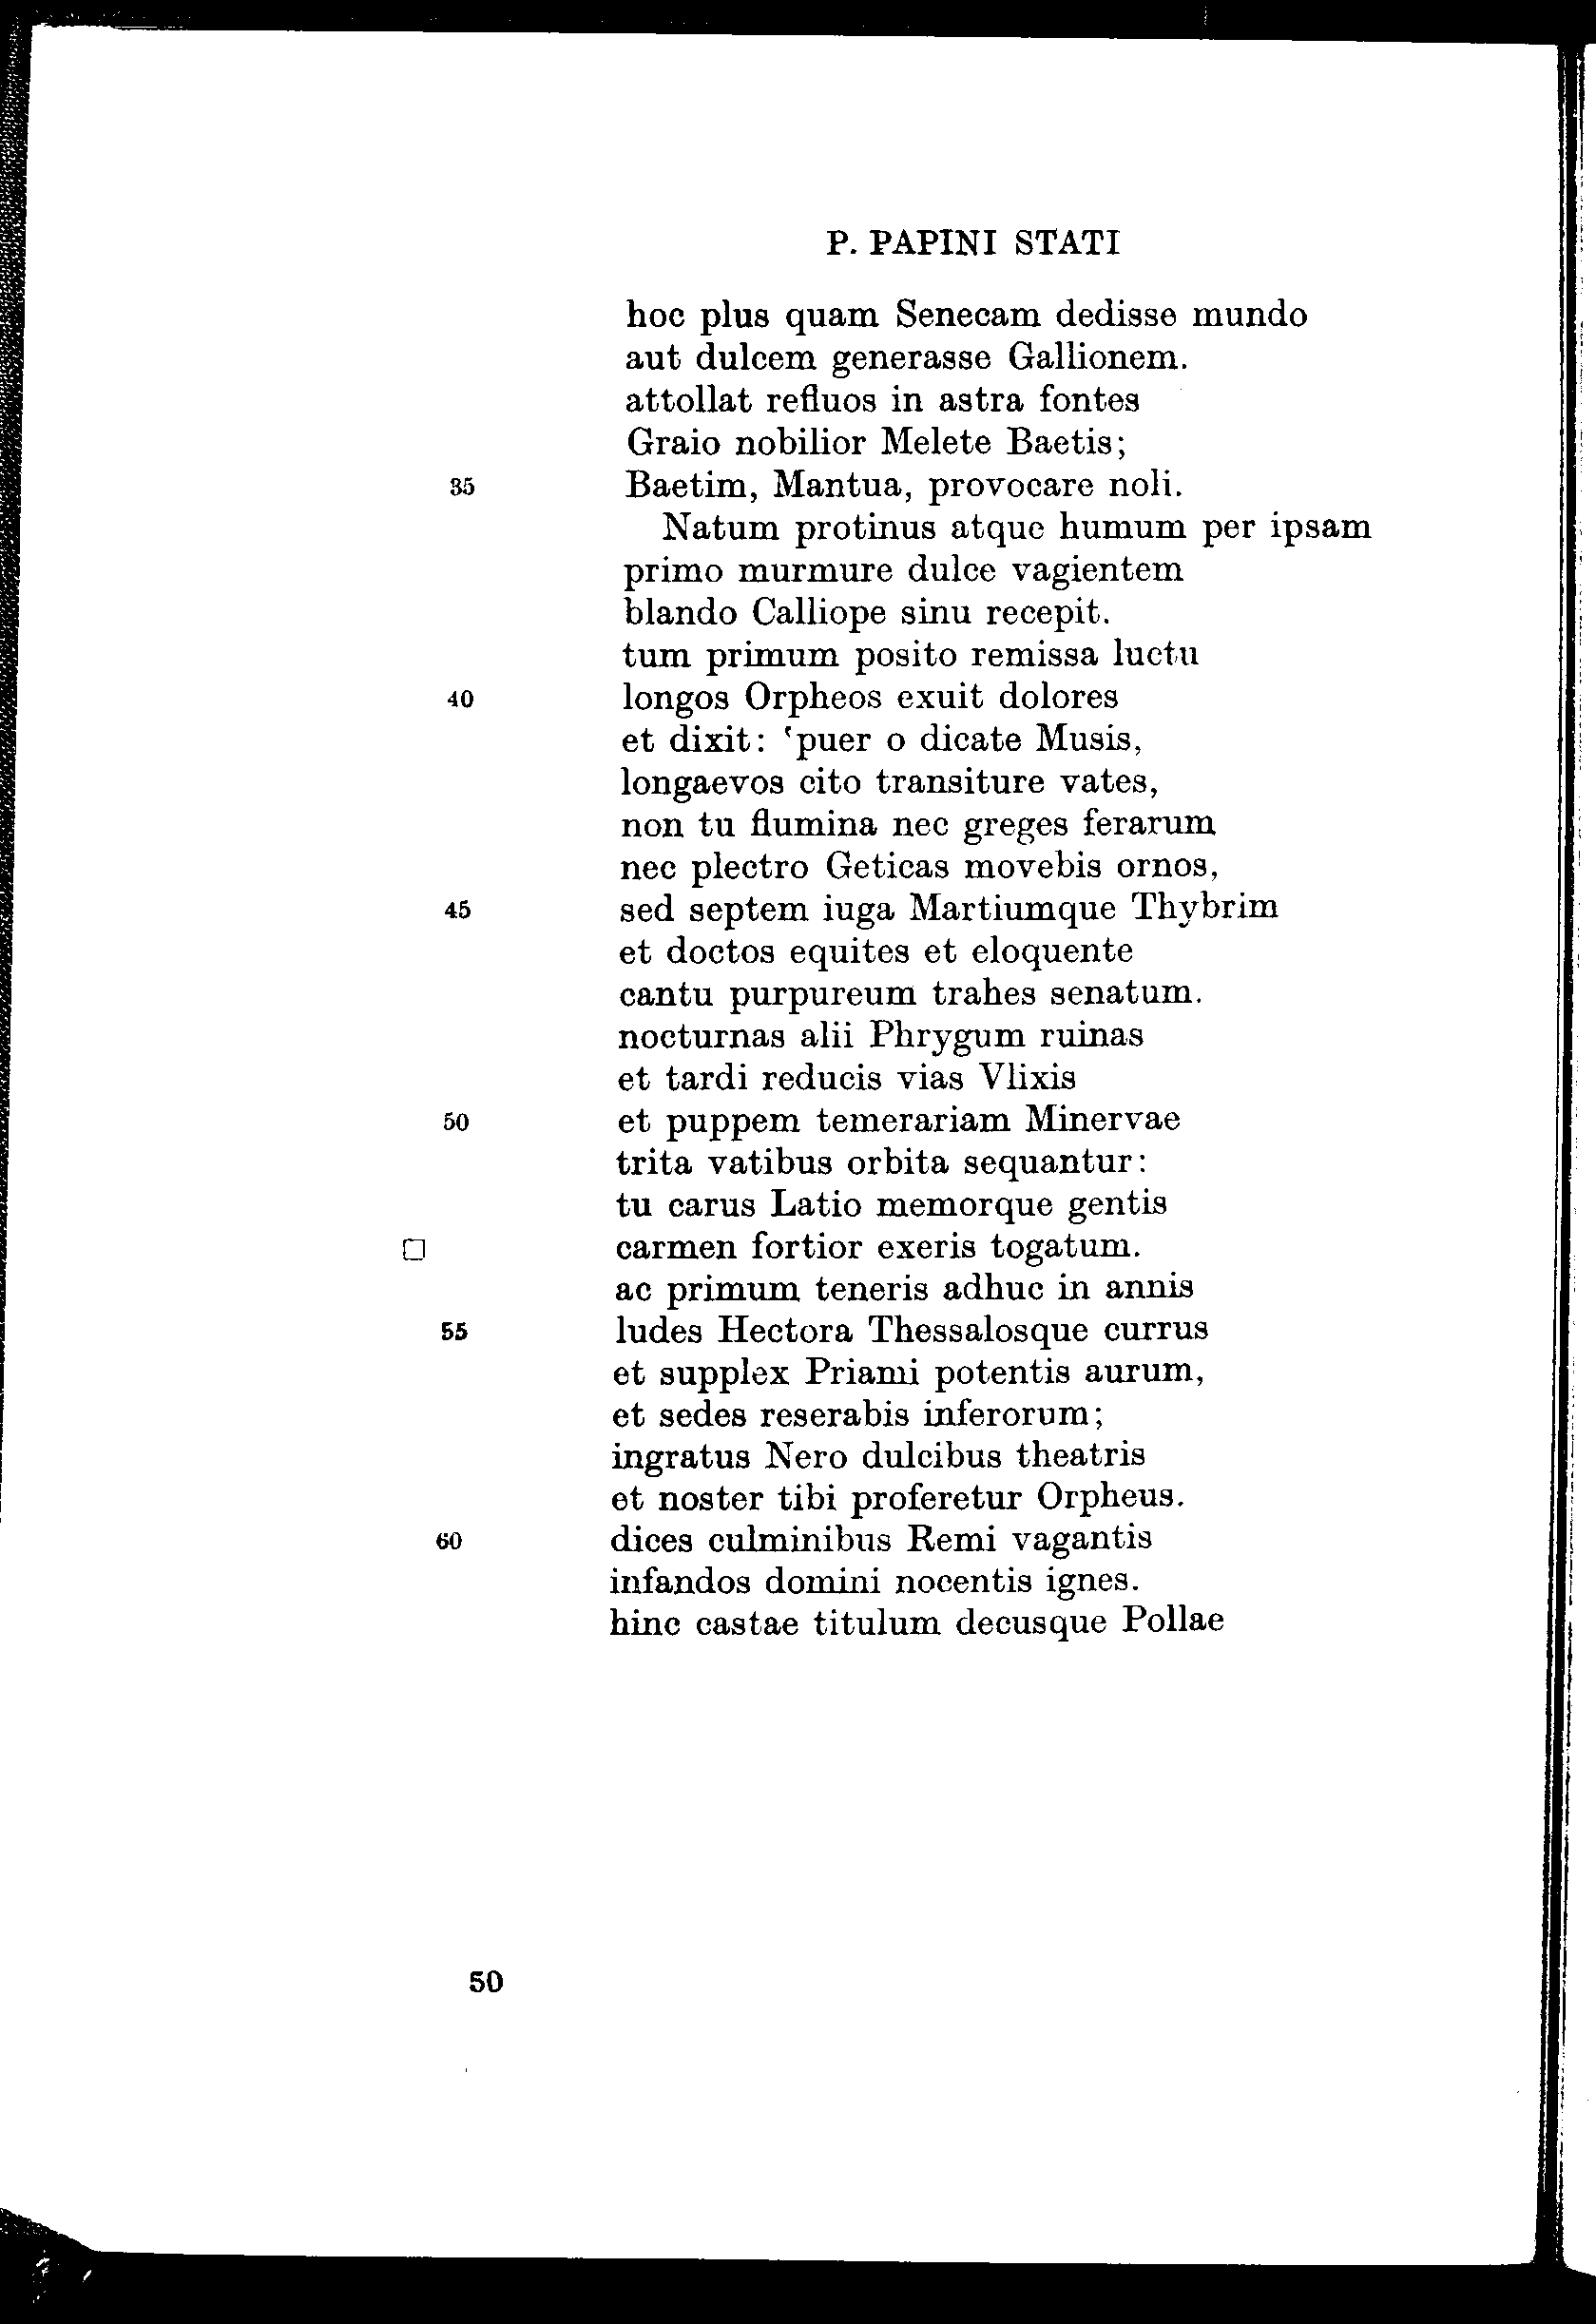 P. PAPINI STATI
hoc plus quam Senecam dedisse mundo
aut dulcem generasse Gallionem.
attollat refluos in astra fontes
Graio nobilior Melete Baetis;
35 Baetim, Mantua, provocare noli.
Natum protinus atque humum per ipsam
primo murmure dulce vagientem
blando Calliope sinu recepit.
tum primum posito remissa luctu
40 longos Orpheos exuit dolores
et dixit: 'puer o dicate Musis,
longaevos cito transiture vates,
non tu flumina nec greges ferarum
nec plectro Geticas movebis ornos,
45 sed septem iuga Martiumque Thybrim
et doctos equites et eloquente
cantu purpureum trahes senatum.
nocturnas alii Phrygum ruinas
et tardi reducis vias Vlixis
50 et puppem temerariam Minervae
trita vatibus orbita sequantur:
tu carus Latio memorque gentis
□ carmen fortior exeris togatum.
ac primum teneris adhuc in annis
55 ludes Hectora Thessalosque currus
et supplex Priami potentis aurum,
et sedes reserabis inferorum;
ingratus Nero dulcibus theatris
et noster tibi proferetur Orpheus.
60 dices culminibus Remi vagantis
infandos domini nocentis ignes.
hinc castae titulum decusque Pollae
50